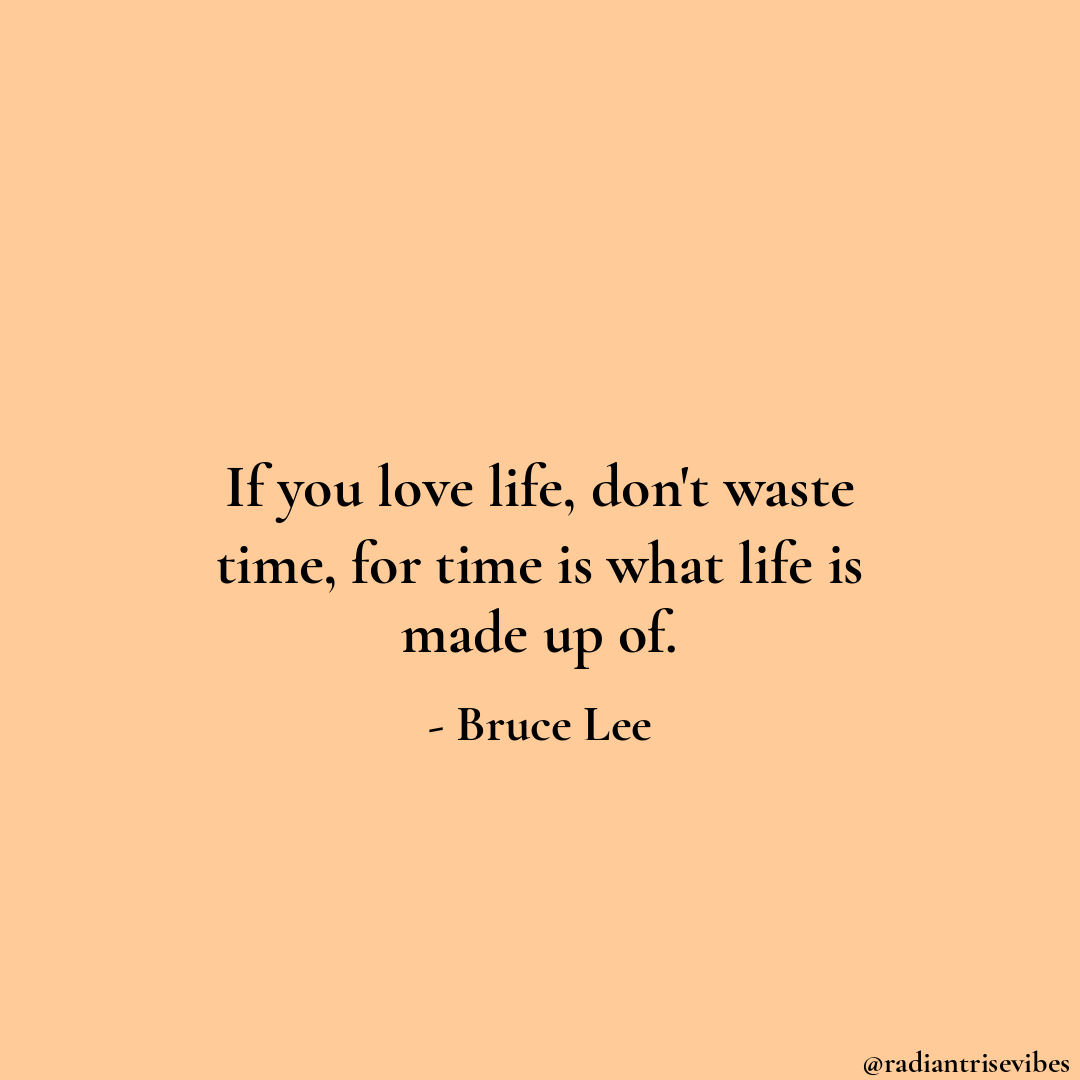 If you love life, don't waste
time, for time is what life is
made up of.
- Bruce Lee
@radiantrisevibes